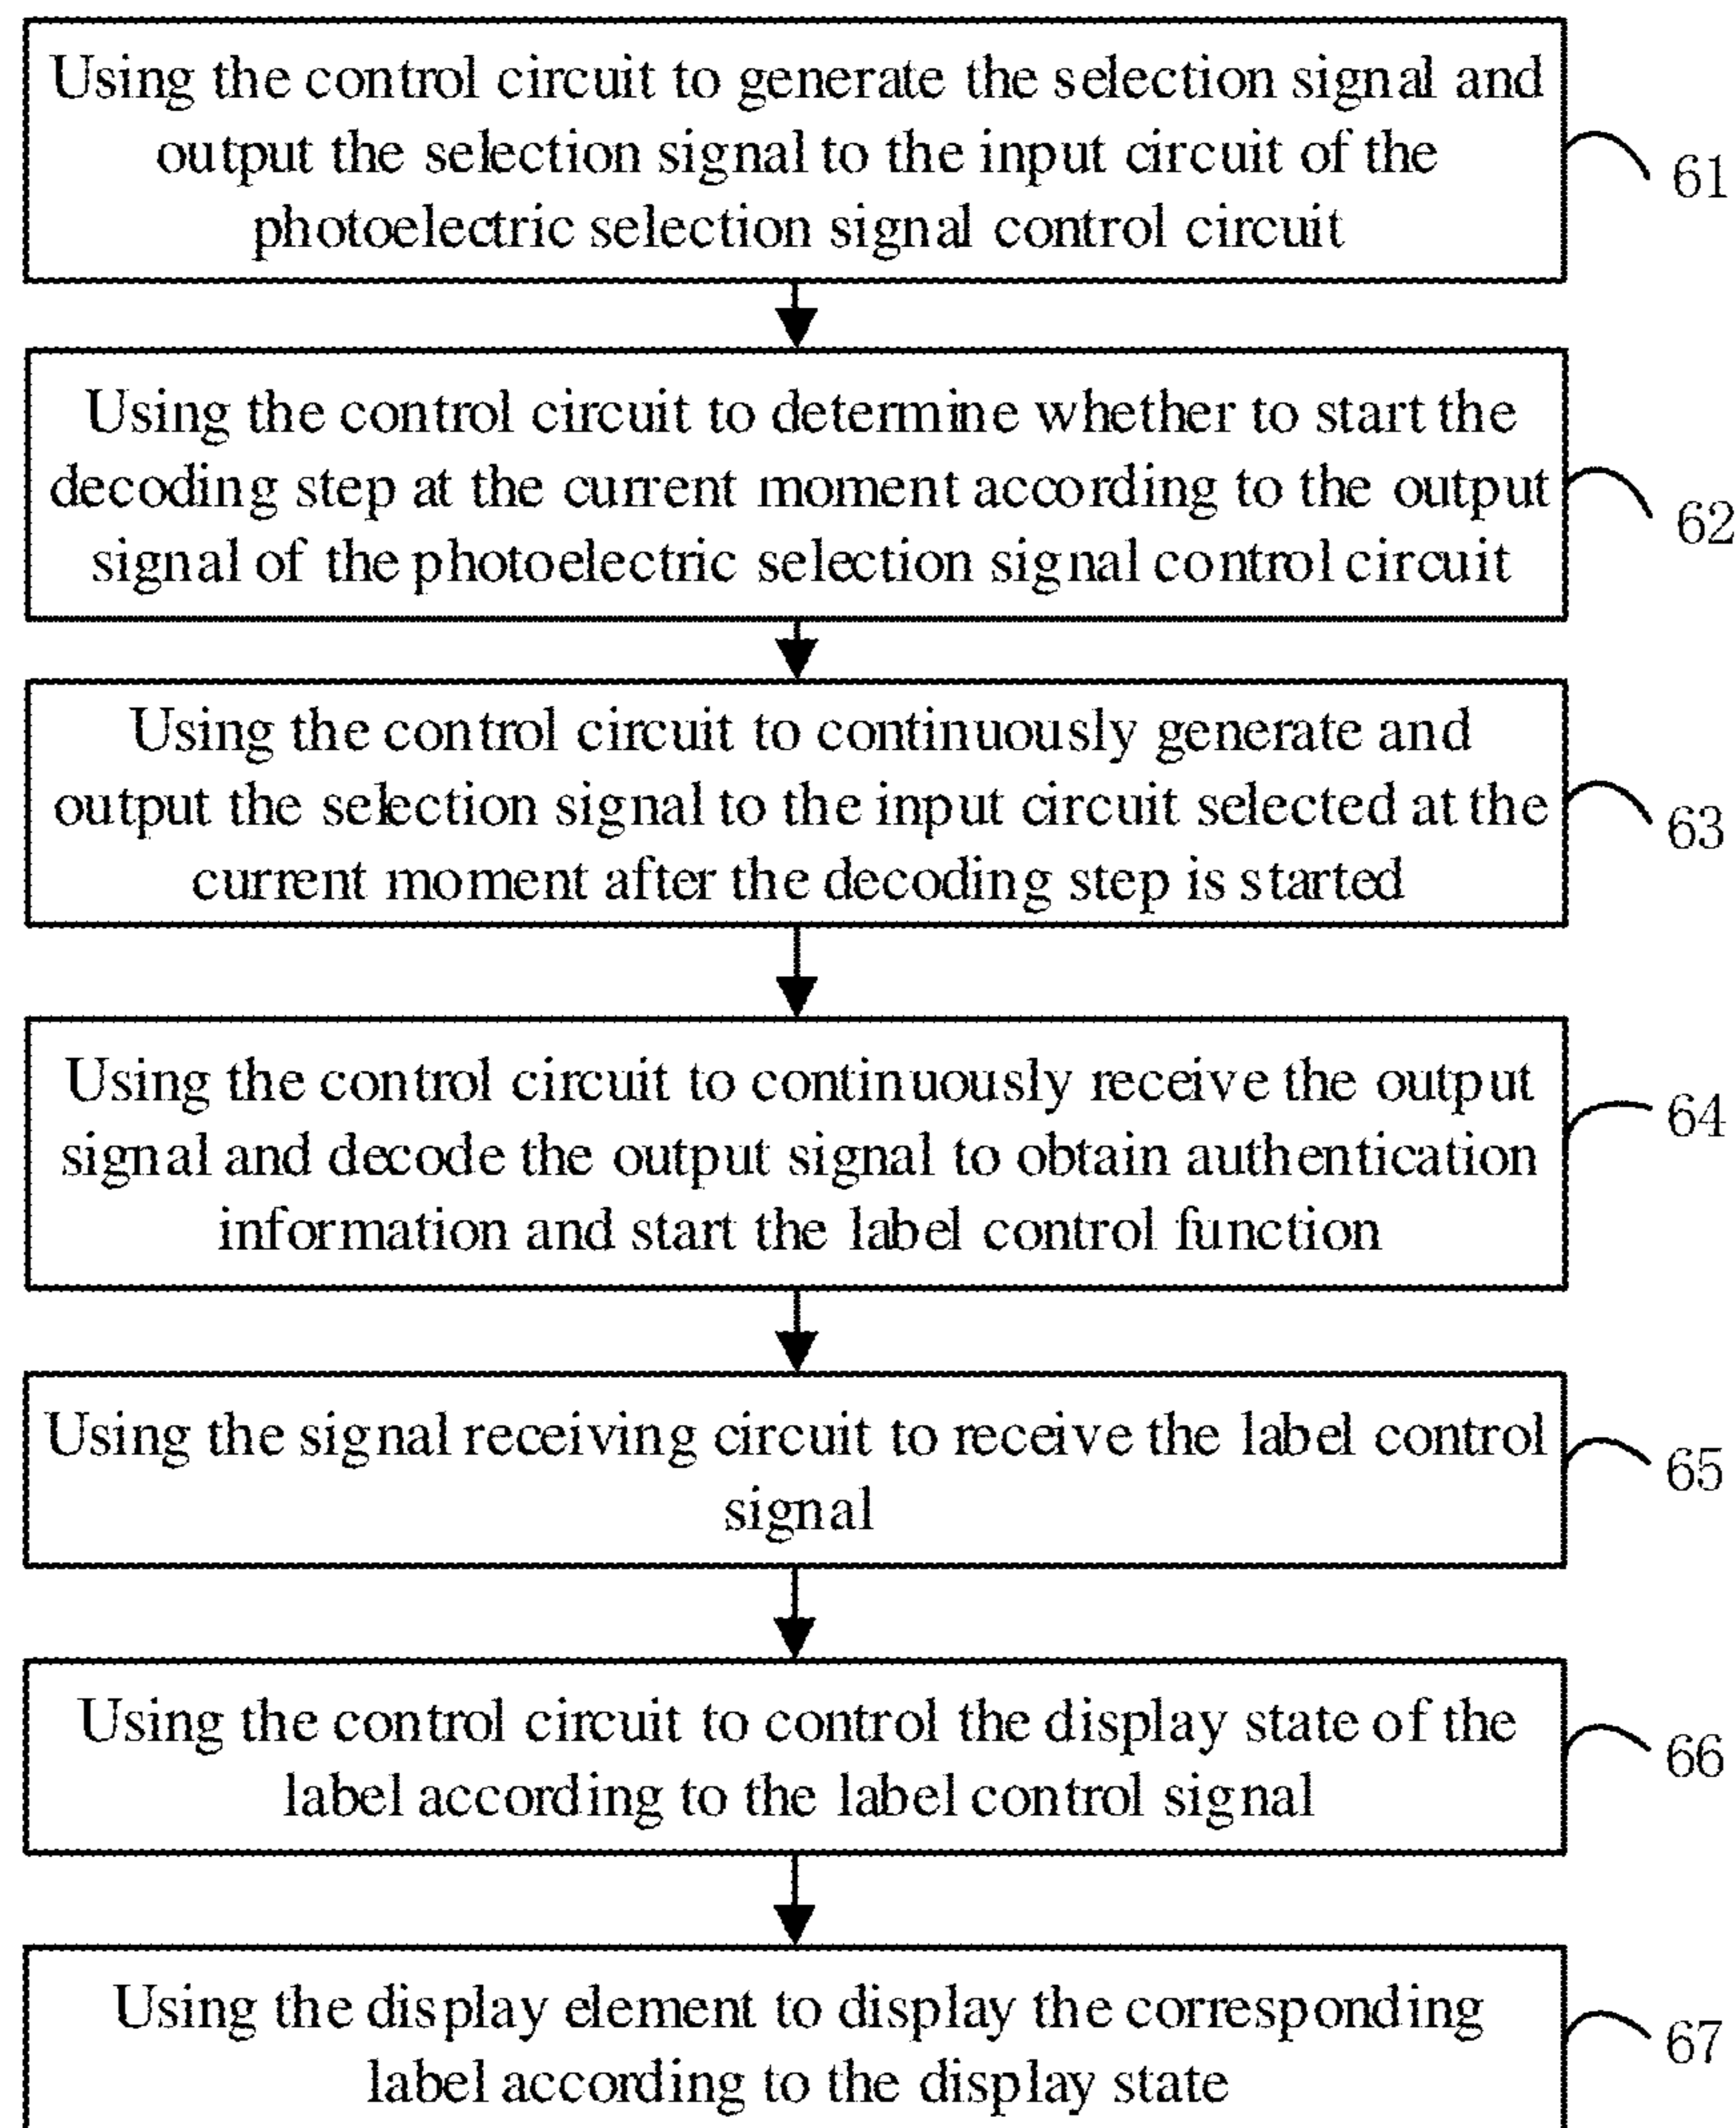 Using the control circuit to generate the selection signal and
output the selection signal to the input circuit of the
photoelectric selection signal control circuit
61
Using the control circuit to determine whether to start the
decoding step at the current moment according to the output
signal of the photoelectric selection signal control circuit
62
Using the control circuit to continuously generate and
output the selection signal to the input circuit selected at the
current moment after the decoding step is started
63
Using the control circuit to continuously receive the output
signal and decode the output signal to obtain authentication
information and start the label control function
64
Using the signal receiving circuit to receive the label control
signal
65
Using the control circuit to control the display state of the
label according to the label control signal
66
Using the display element to display the corresponding
label according to the display state
67